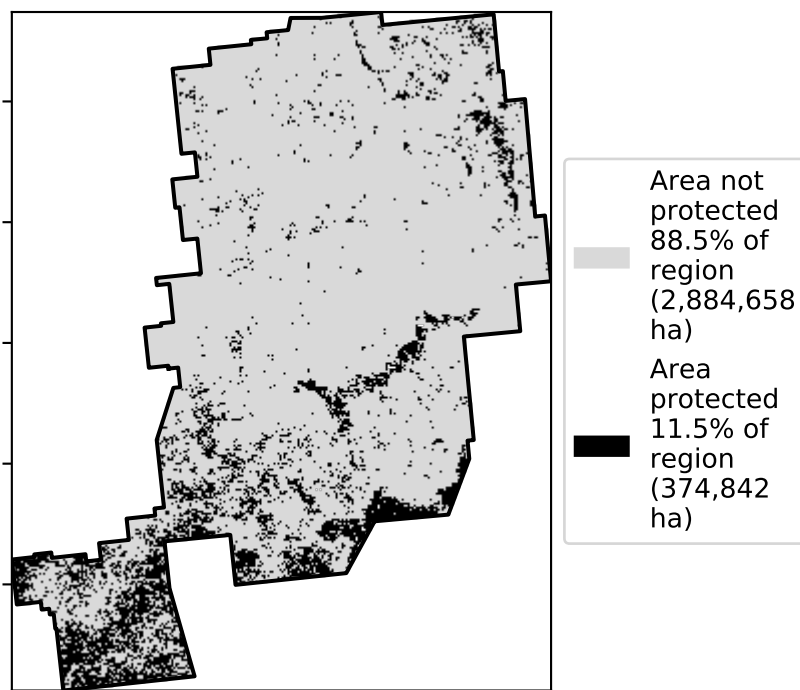 Area not
protected
88.5% of
region
(2,884,658
ha)
Area
protected
11.5% of
region
(374,842
ha)